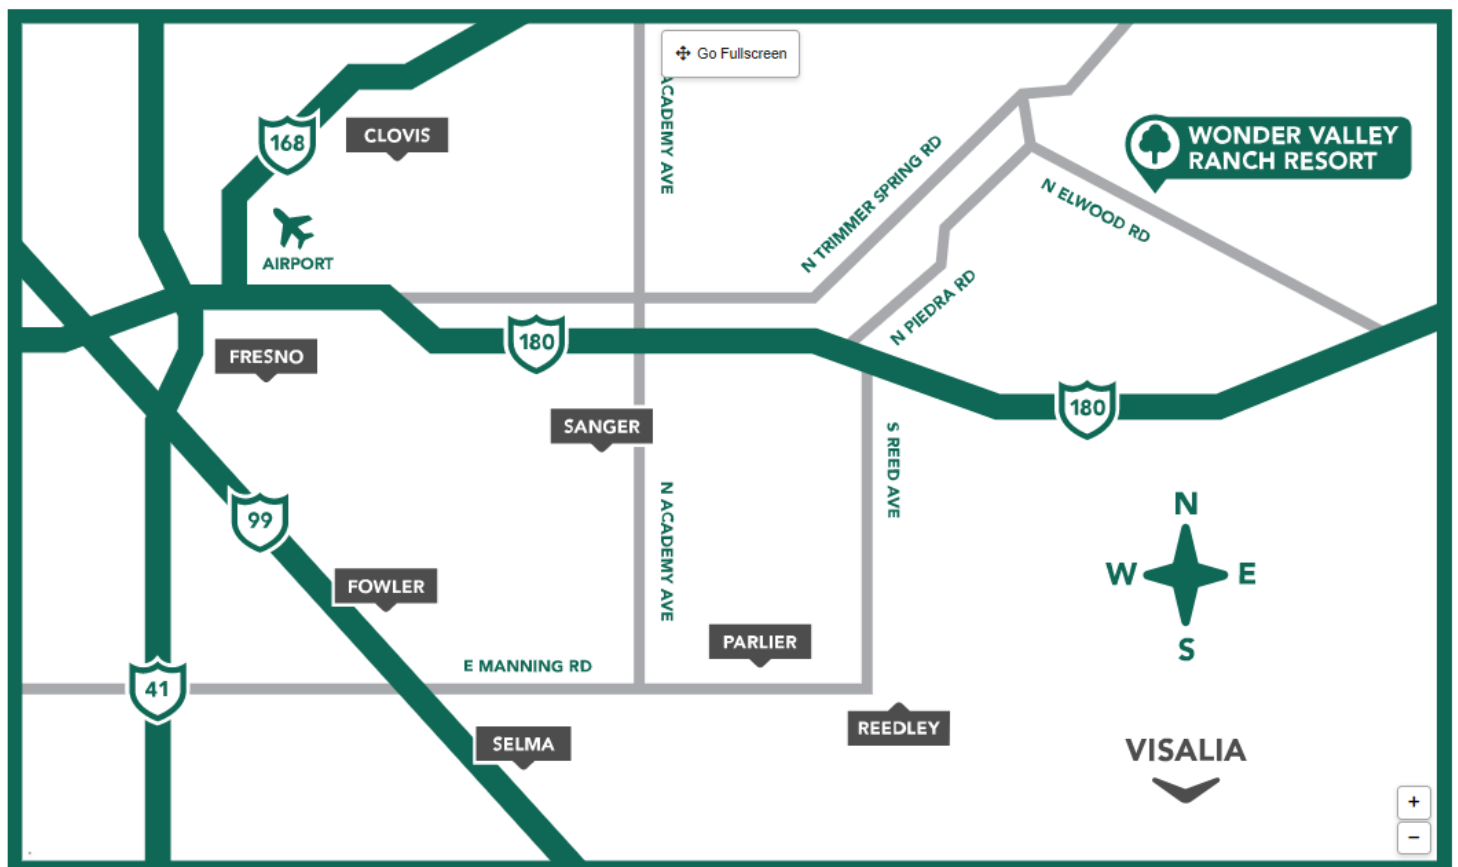 Go Fullscreen
168
CLOVIS
ACADEMY AVE
WONDER VALLEY
RANCH RESORT
N TRIMMER SPRING RD
N ELWOOD RD
AIRPORT
N PIEDRA RD
180
FRESNO
180
SANGER
S REED AVE
99
N ACADEMY AVE
N
W
E
S
FOWLER
PARLIER
E MANNING RD
41
REEDLEY
SELMA
VISALIA
+
−